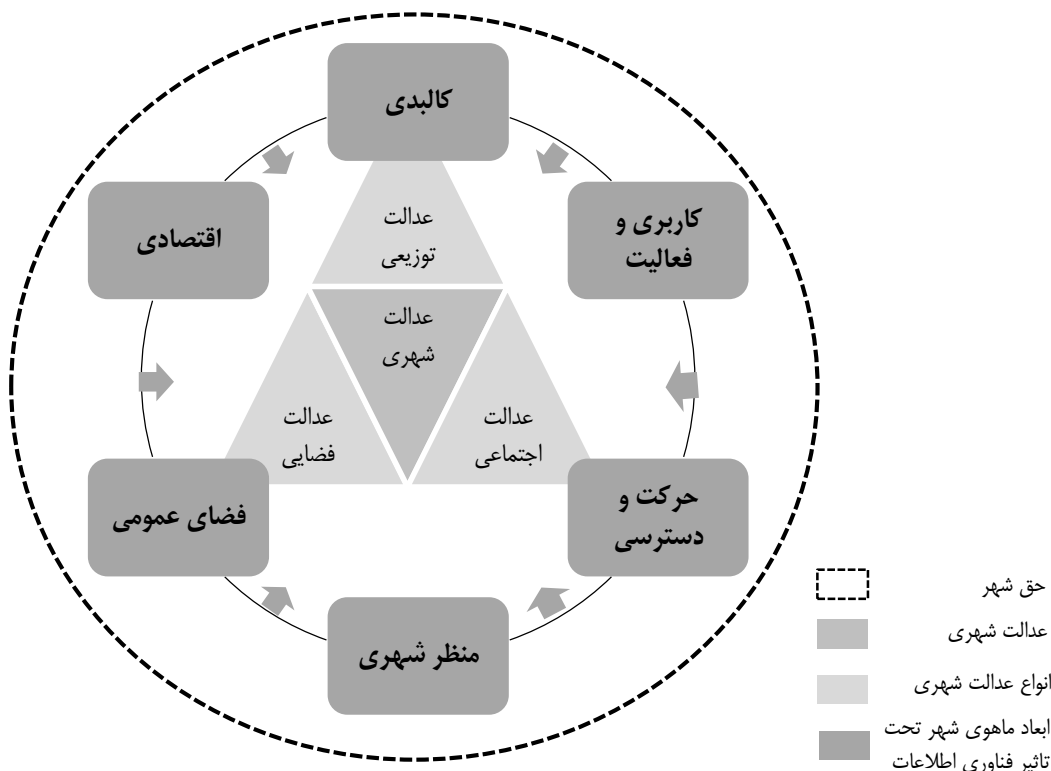 کالبدی
کاربری و
فعالیت
اقتصادی
عدالت
توزیعی
عدالت
شهری
عدالت
فضایی
عدالت
اجتماعی
حرکت و
دسترسی
فضای عمومی
منظر شهری
حق شهر
عدالت شهری
انواع عدالت شهری
ابعاد ماهوی شهر تحت
تاثیر فناوری اطلاعات